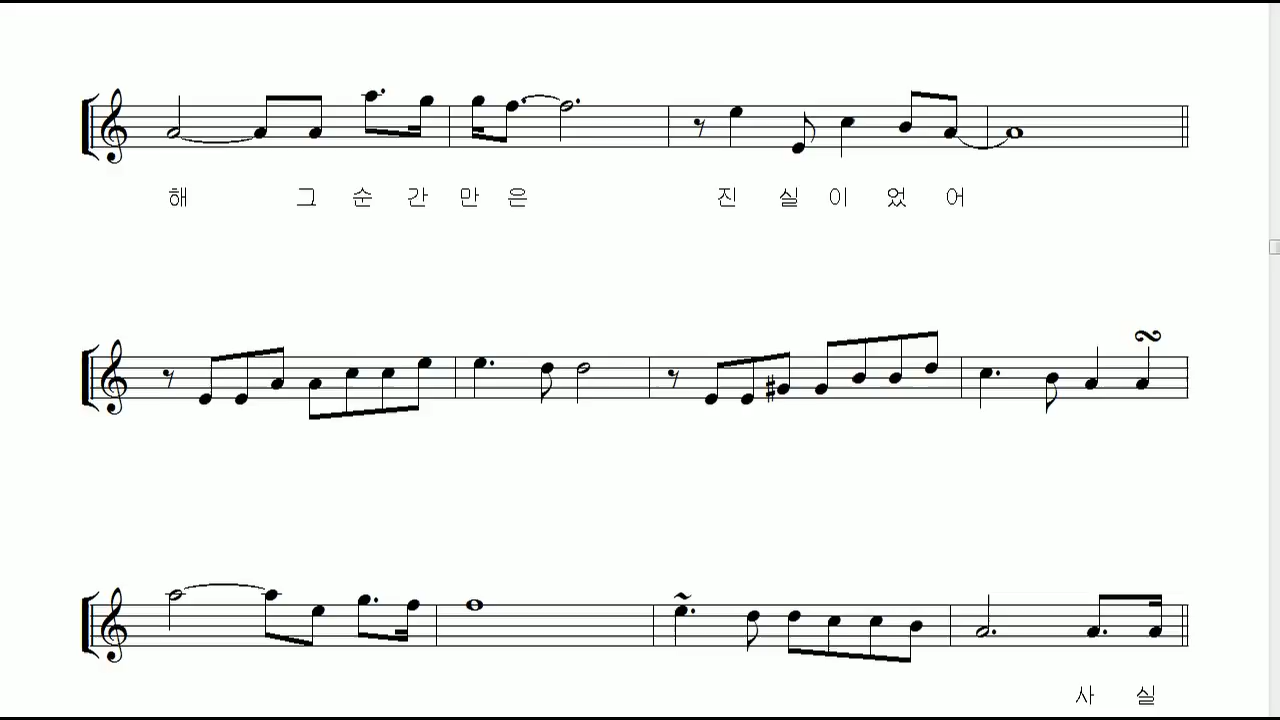 해 그 순 간 만 은 진 실 이 었 어
사 실